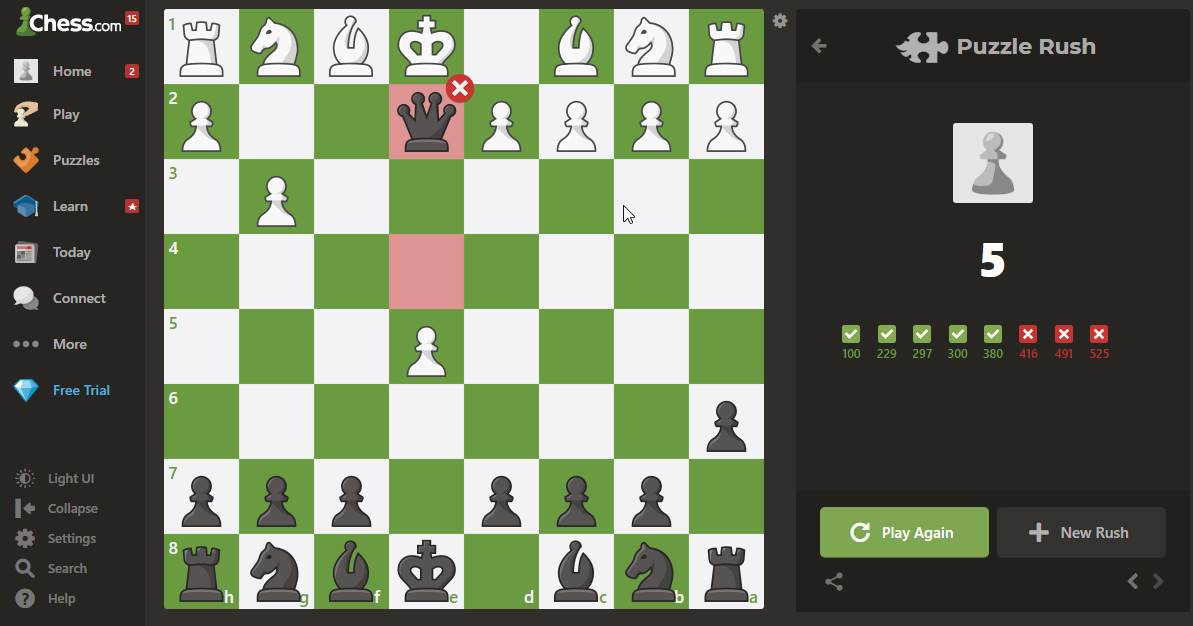 Chess.com 15
Home 2
Play
Puzzles
Learn
Today
Connect
More
Free Trial
Light UI
Collapse
Settings
Search
Help
1
2
3
4
5
6
7
8
h g f e d c b a
Puzzle Rush
5
100 229 297 300 380 416 491 525
Play Again
New Rush